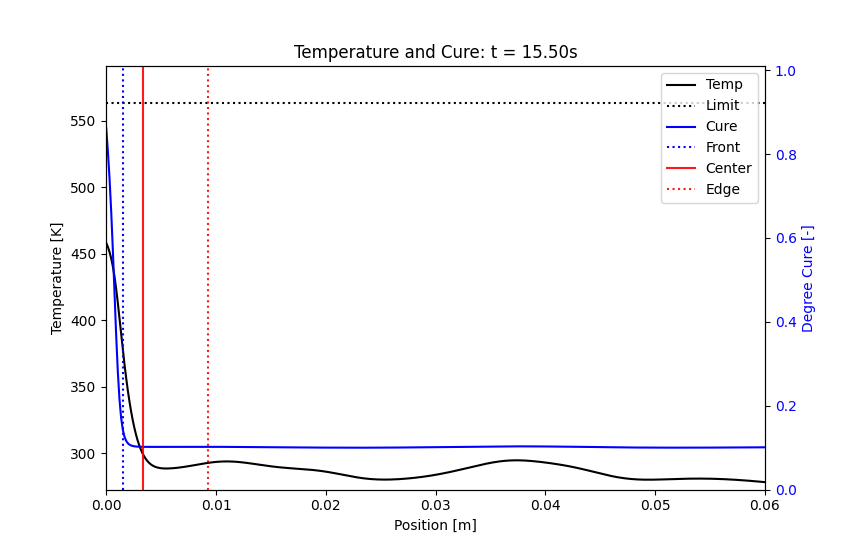 Temperature and Cure: t = 15.50s
Temperature [K]
550
500
450
400
350
300
Temp
Limit
Cure
Front
Center
Edge
1.0
0.8
0.6
0.4
0.2
0.0
Degree Cure [-]
0.00
0.01
0.02
0.03
0.04
0.05
0.06
Position [m]